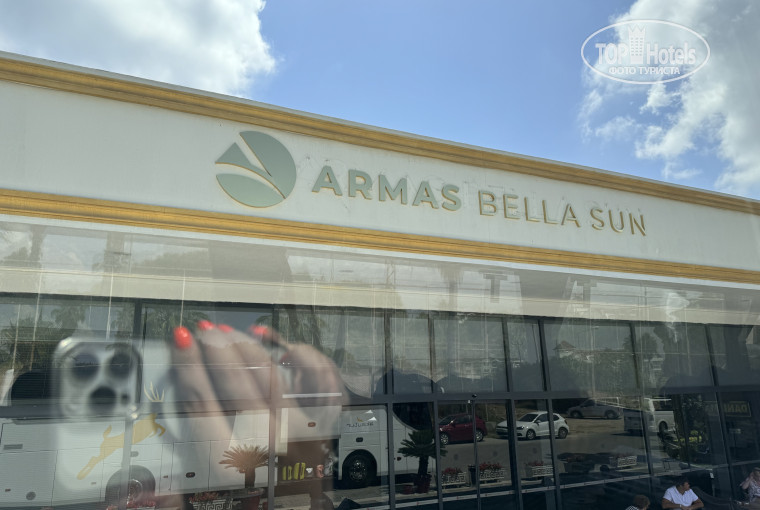 TOP Hotels
ФОТО ТУРИСТА
ARMAS BELLA SUN